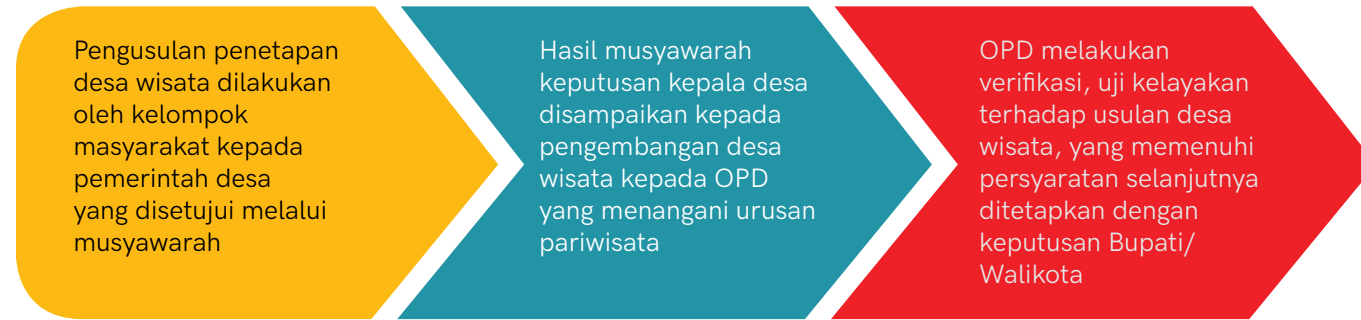 Pengusulan penetapan
desa wisata dilakukan
oleh kelompok
masyarakat kepada
pemerintah desa
yang disetujui melalui
musyawarah
Hasil musyawarah
keputusan kepala desa
disampaikan kepada
pengembangan desa
wisata kepada OPD
yang menangani urusan
pariwisata
OPD melakukan
verifikasi, uji kelayakan
terhadap usulan desa
wisata, yang memenuhi
persyaratan selanjutnya
ditetapkan dengan
keputusan Bupati/
Walikota